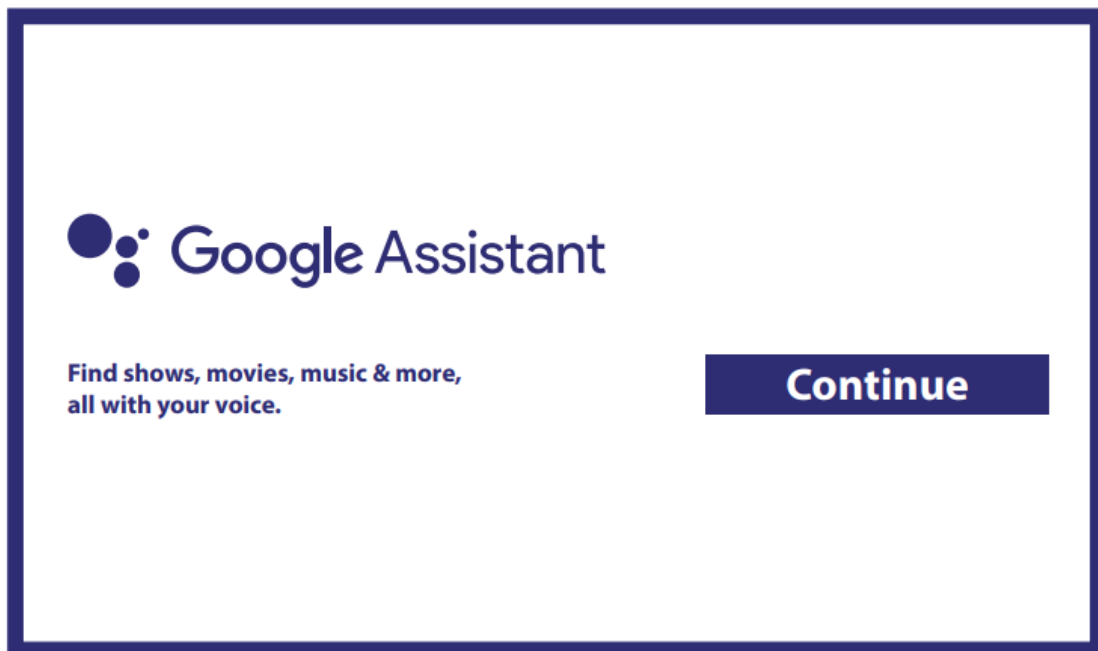 Google Assistant
Find shows, movies, music & more,
all with your voice.
Continue